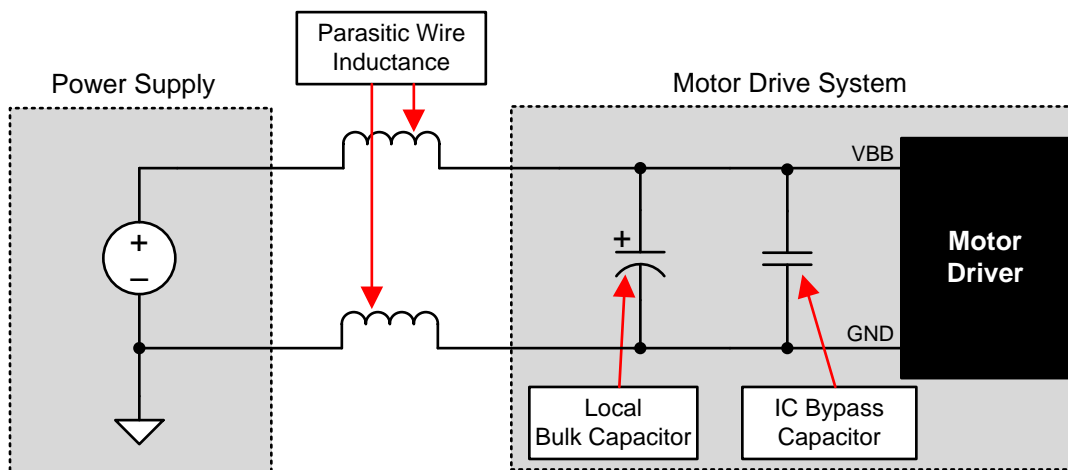 Parasitic Wire
Inductance
Power Supply
Motor Drive System
VBB
+
–
+
Motor
Driver
GND
Local
Bulk Capacitor
IC Bypass
Capacitor